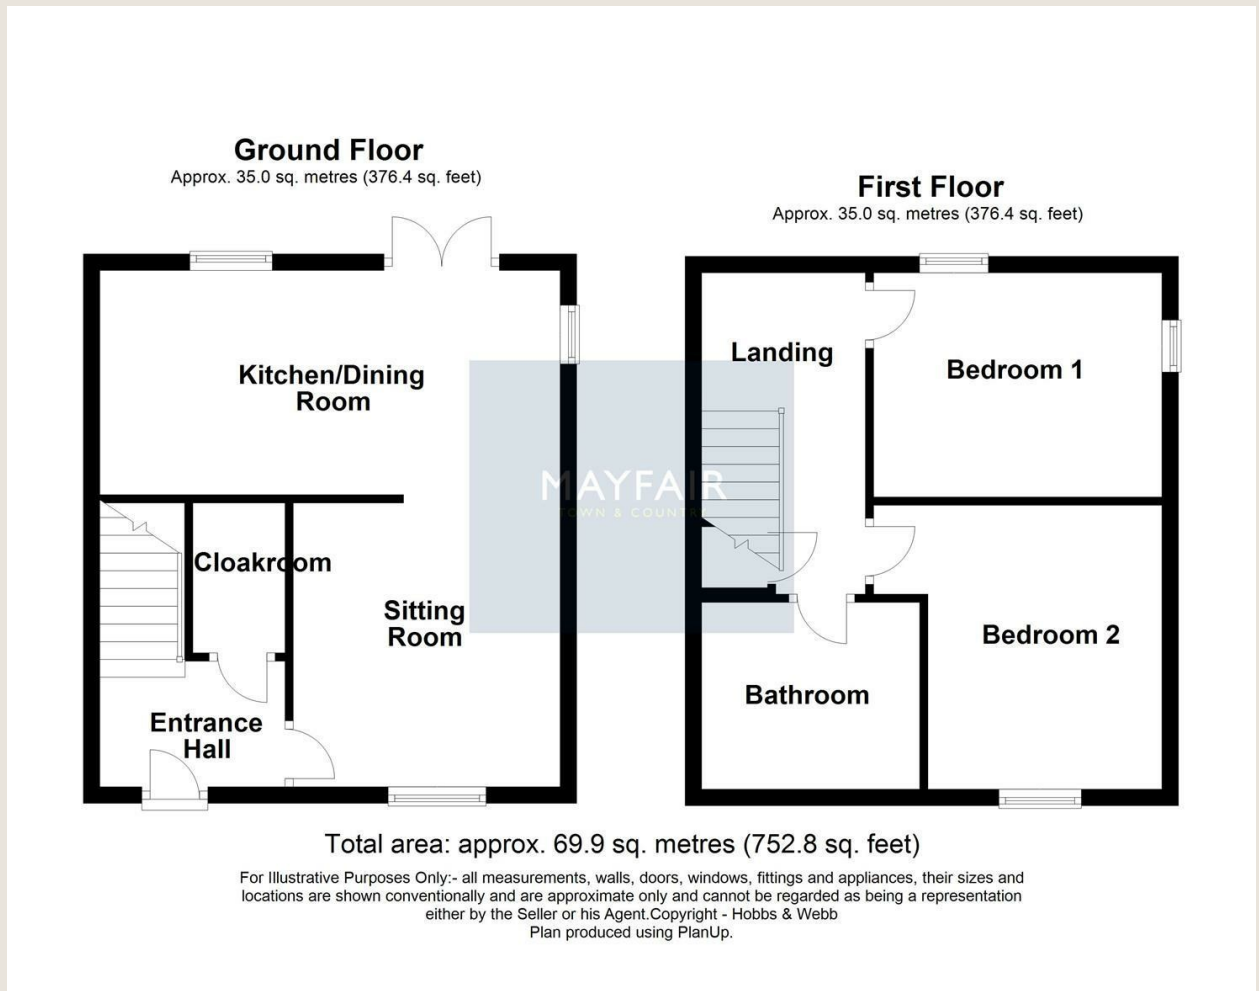 Ground Floor
Approx. 35.0 sq. metres (376.4 sq. feet)
First Floor
Approx. 35.0 sq. metres (376.4 sq. feet)
Kitchen/Dining
Room
Cloakroom
Sitting
Room
Entrance
Hall
Landing
Bedroom 1
Bedroom 2
Bathroom
MAYFAIR
TOWN & COUNTRY
Total area: approx. 69.9 sq. metres (752.8 sq. feet)
For Illustrative Purposes Only:- all measurements, walls, doors, windows, fittings and appliances, their sizes and
locations are shown conventionally and are approximate only and cannot be regarded as being a representation
either by the Seller or his Agent.Copyright - Hobbs & Webb
Plan produced using PlanUp.